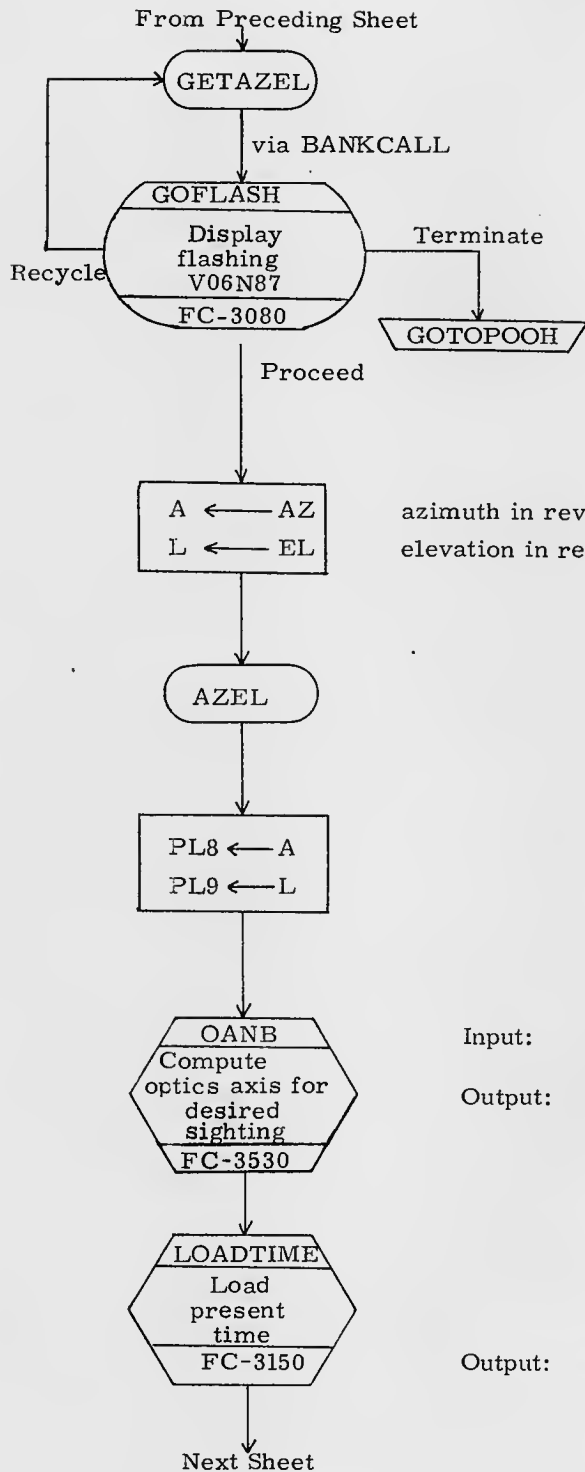 From Preceding Sheet
GETAZEL
via BANKCALL
GOFLASH
Display
flashing
V06N87
FC-3080
Recycle
Terminate
GOTOPOOH
Proceed
A ← AZ
azimuth in rev
L ← EL
elevation in re
AZEL
PL8 ← A
PL9 ← L
OANB
Input:
Compute
optics axis for
desired
sighting
Output:
FC-3530
LOADTIME
Load
present
time
FC-3150
Output:
Next Sheet